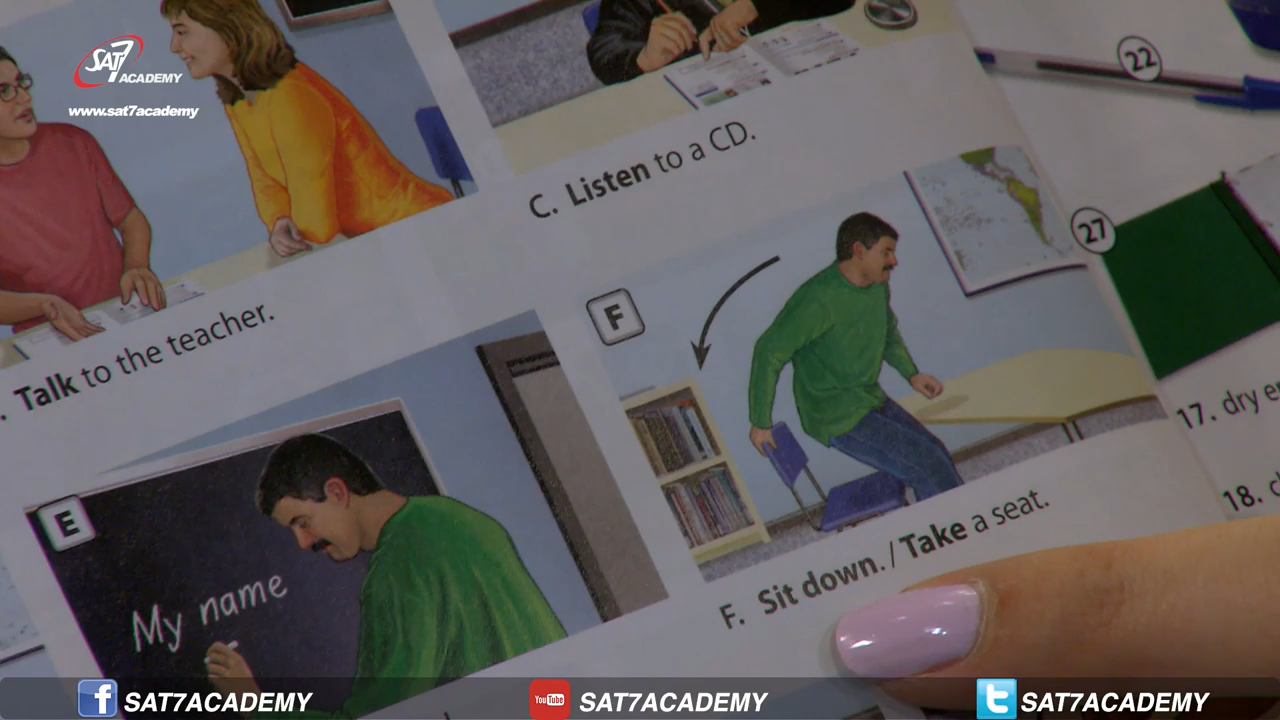 SAT7
ACADEMY
www.sat7academy
22
C. Listen to a CD.
27
. Talk to the teacher.
F
17. dry e
18.
E
My name
F. Sit down. / Take a seat.
SAT7ACADEMY
YouTube
SAT7ACADEMY
SAT7ACADEMY